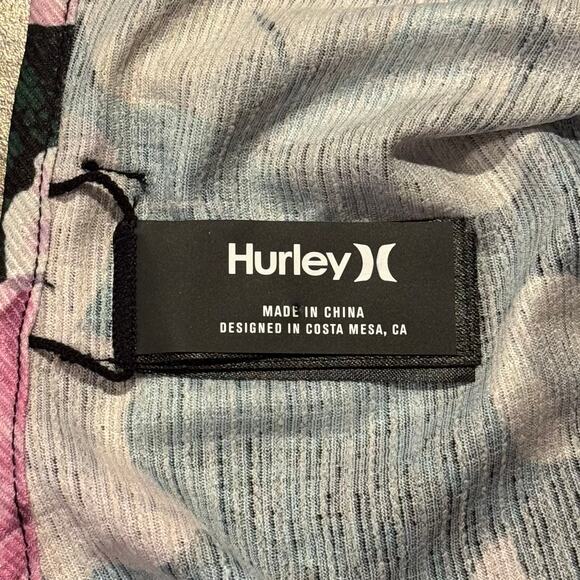 Hurley
MADE IN CHINA
DESIGNED IN COSTA MESA, CA